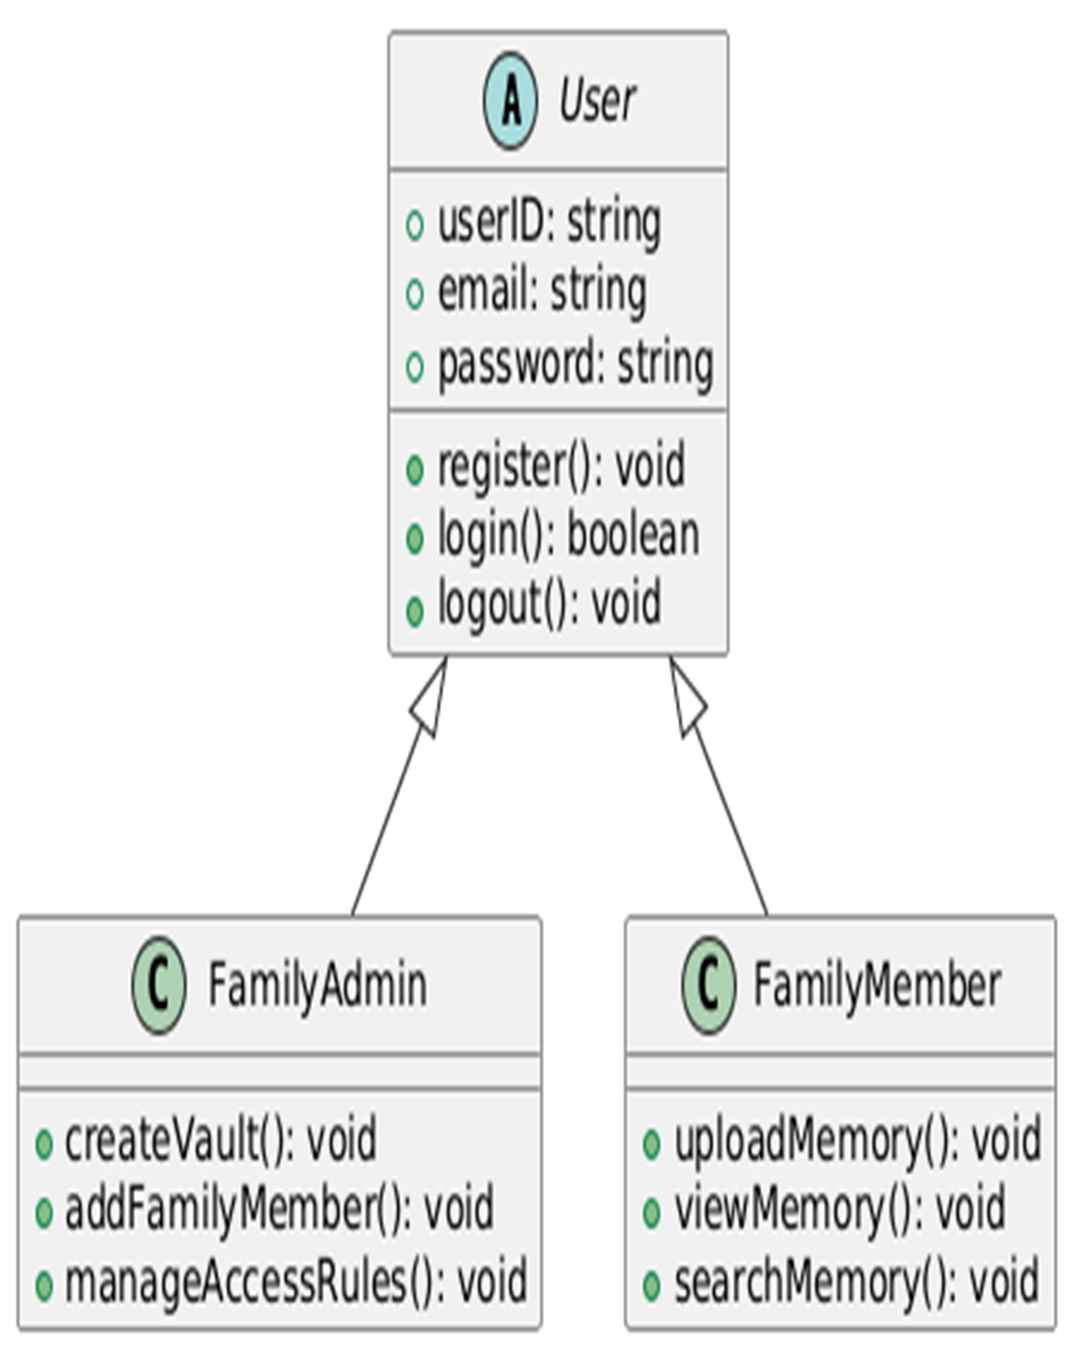 A User
userID: string
email: string
password: string
register(): void
login(): boolean
logout(): void
C FamilyAdmin
createVault(): void
addFamilyMember(): void
manageAccessRules(): void
C FamilyMember
uploadMemory(): void
viewMemory(): void
searchMemory(): void